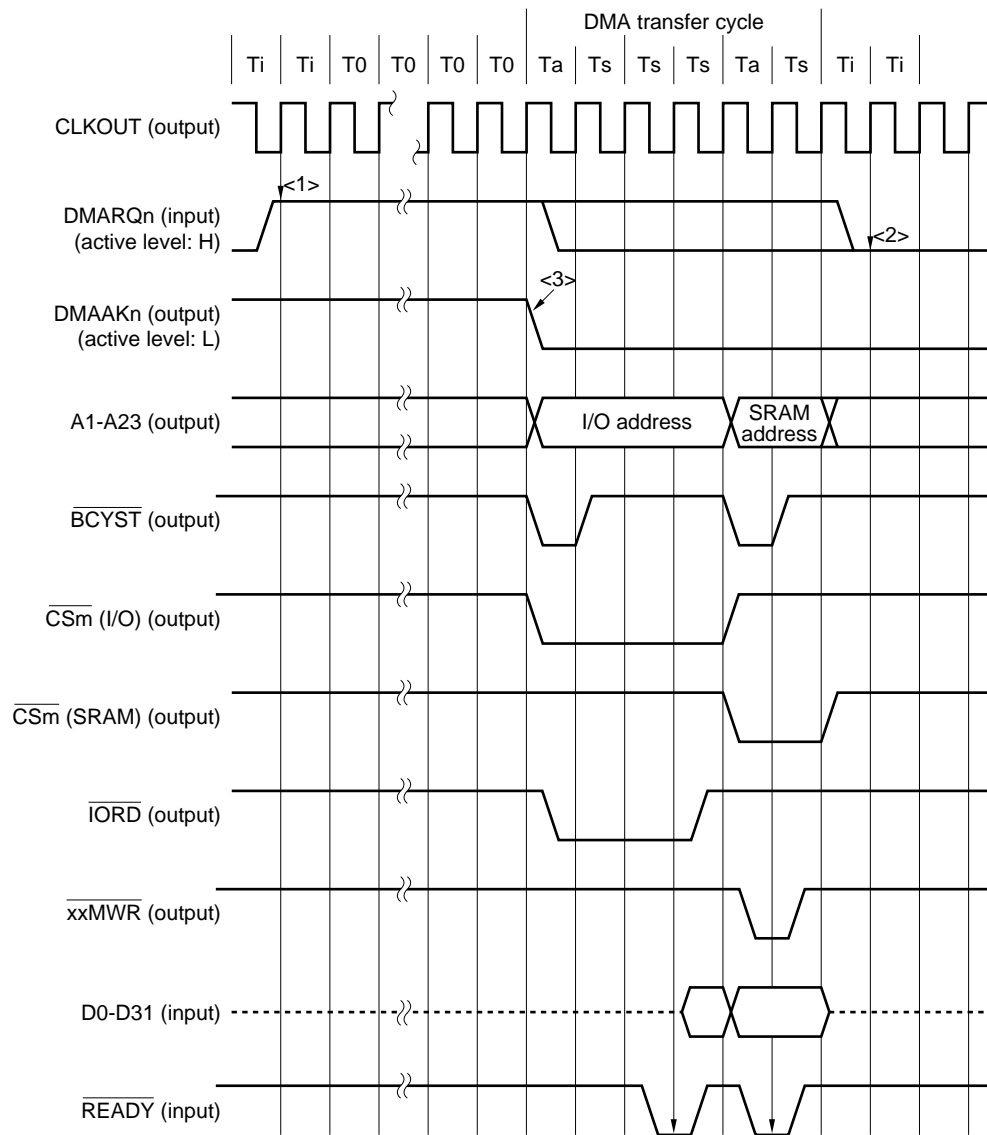 DMA transfer cycle
Ti Ti T0 T0 T0 T0 Ta Ts Ts Ts Ta Ts Ti Ti
CLKOUT (output)
<1>
DMARQn (input)
(active level: H)
<2>
<3>
DMAAKn (output)
(active level: L)
A1-A23 (output)
I/O address
SRAM
address
BCYST (output)
CSm (I/O) (output)
CSm (SRAM) (output)
IORD (output)
xxMWR (output)
D0-D31 (input)
READY (input)